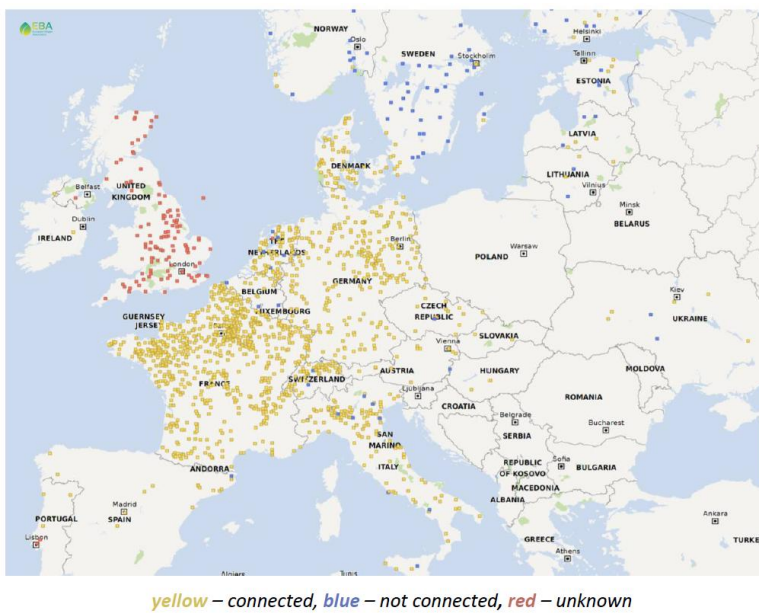 EBA
NORWAY
Oslo
SWEDEN
Stockholm
Helsinki
Tallinn
ESTONIA
LATVIA
LITHUANIA
Vilnius
Minsk
BELARUS
DENMARK
Belfast
UNITED
KINGDOM
Dublin
IRELAND
London
THE
NETHERLANDS
Berlin
POLAND
Warsaw
BELGIUM
GERMANY
GUERNSEY
JERSEY
LUXEMBOURG
CZECH
REPUBLIC
Kiev
UKRAINE
SLOVAKIA
Vienna
FRANCE
SWITZERLAND
AUSTRIA
HUNGARY
MOLDOVA
Ljubljana
CROATIA
ROMANIA
Belgrade
SERBIA
Bucharest
SAN
MARINO
ITALY
ANDORRA
REPUBLIC
OF KOSOVO
Sofia
BULGARIA
MACEDONIA
ALBANIA
Madrid
PORTUGAL
SPAIN
Lisbon
GREECE
Athens
Ankara
TURKE
Algiers
Tunis
yellow – connected, blue – not connected, red – unknown